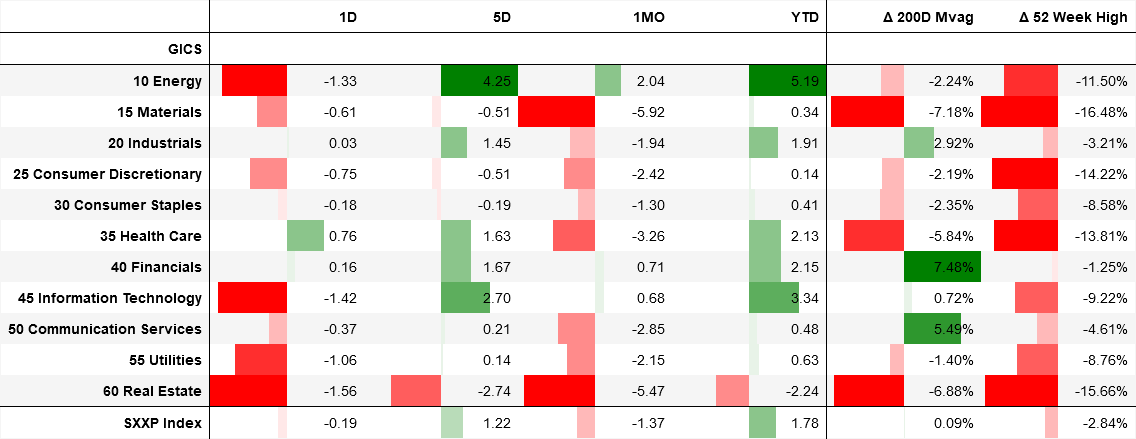 1D 5D 1MO YTD Δ 200D Mvag Δ 52 Week High
GICS
10 Energy -1.33 4.25 2.04 5.19 -2.24% -11.50%
15 Materials -0.61 -0.51 -5.92 0.34 -7.18% -16.48%
20 Industrials 0.03 1.45 -1.94 1.91 2.92% -3.21%
25 Consumer Discretionary -0.75 -0.51 -2.42 0.14 -2.19% -14.22%
30 Consumer Staples -0.18 -0.19 -1.30 0.41 -2.35% -8.58%
35 Health Care 0.76 1.63 -3.26 2.13 -5.84% -13.81%
40 Financials 0.16 1.67 0.71 2.15 7.48% -1.25%
45 Information Technology -1.42 2.70 0.68 3.34 0.72% -9.22%
50 Communication Services -0.37 0.21 -2.85 0.48 5.49% -4.61%
55 Utilities -1.06 0.14 -2.15 0.63 -1.40% -8.76%
60 Real Estate -1.56 -2.74 -5.47 -2.24 -6.88% -15.66%
SXXP Index -0.19 1.22 -1.37 1.78 0.09% -2.84%